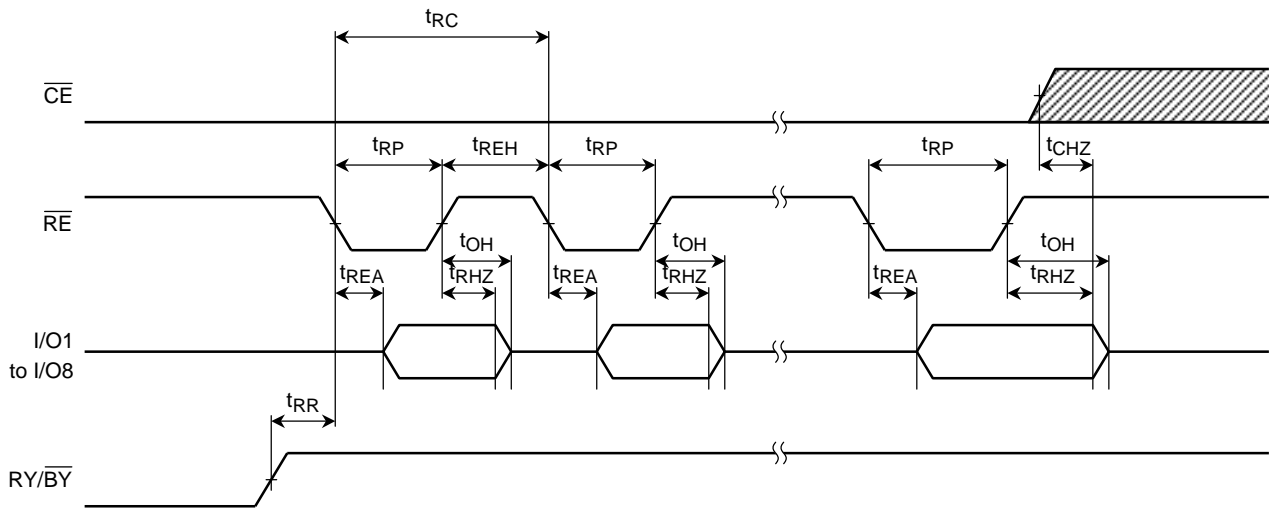 tRC
CE
tRP tREH tRP tRP tCHZ
RE
tOH tOH tOH
tREA tRHZ tREA tRHZ tREA tRHZ
I/O1
to I/O8
tRR
RY/BY